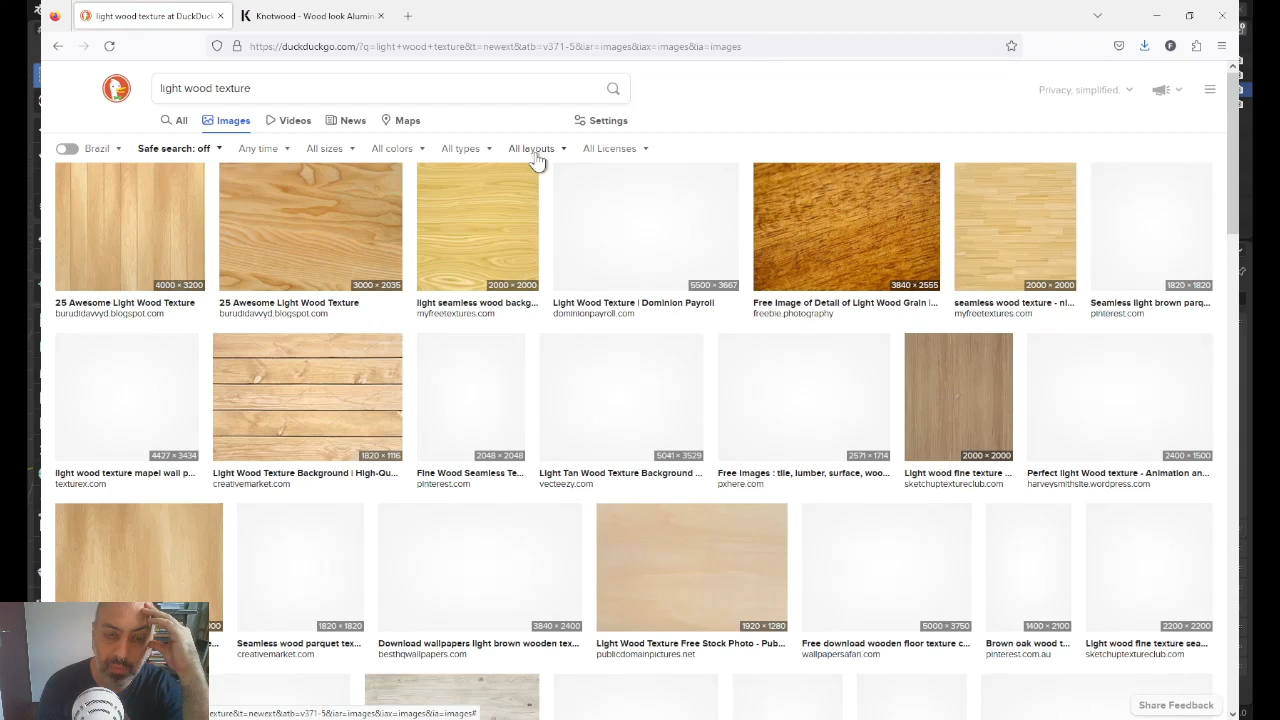 light wood texture at DuckDuck
Knotwood - Wood look Alumin
https://duckduckgo.com/?q=light+wood+texture&t=newext&atb=v371-5&iar=images&iax=images&ia=images
light wood texture
Privacy, simplified.
All Images Videos News Maps Settings
Brazil Safe search: off Any time All sizes All colors All types All layouts All Licenses
4000 × 3200 3000 × 2035 2000 × 2000 5500 × 3667 3840 × 2555 2000 × 2000 1820 × 1820
25 Awesome Light Wood Texture 25 Awesome Light Wood Texture light seamless wood backg... Light Wood Texture | Dominion Payroll Free Image of Detail of Light Wood Grain |... seamless wood texture - ni... Seamless light brown parq...
burudidavvyd.blogspot.com burudidavvyd.blogspot.com myfreetextures.com dominionpayroll.com freebie.photography myfreetextures.com pinterest.com
4427 × 3434 1820 × 1116 2048 × 2048 5041 × 3529 2571 × 1714 2000 × 2000 2400 × 1500
light wood texture mapei wall p... Light Wood Texture Background | High-Qu... Fine Wood Seamless Te... Light Tan Wood Texture Background ... Free Images : tile, lumber, surface, woo... Light wood fine texture ... Perfect light Wood texture - Animation an...
texturex.com creativemarket.com pinterest.com vecteezy.com pxhere.com sketchuptextureclub.com harveysmithsite.wordpress.com
1820 × 1820 3840 × 2400 1920 × 1280 5000 × 3750 1400 × 2100 2200 × 2200
Seamless wood parquet tex... Download wallpapers light brown wooden tex... Light Wood Texture Free Stock Photo - Pub... Free download wooden floor texture c... Brown oak wood t... Light wood fine texture sea...
creativemarket.com besthqwallpapers.com publicdomainpictures.net wallpapersafari.com pinterest.com.au sketchuptextureclub.com
Share Feedback
exture&t=newext&atb=v371-5&iar=images&iax=images&ia=images#